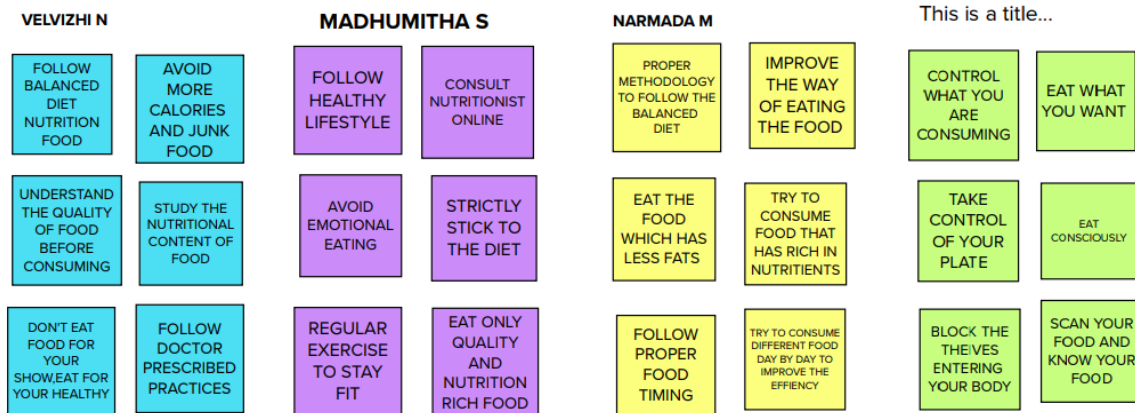 VELVIZHI N
FOLLOW
BALANCED
DIET
NUTRITION
FOOD
AVOID
MORE
CALORIES
AND JUNK
FOOD
UNDERSTAND
THE QUALITY
OF FOOD
BEFORE
CONSUMING
STUDY THE
NUTRITIONAL
CONTENT OF
FOOD
DON'T EAT
FOOD FOR
YOUR
SHOW,EAT FOR
YOUR HEALTHY
FOLLOW
DOCTOR
PRESCRIBED
PRACTICES
MADHUMITHA S
FOLLOW
HEALTHY
LIFESTYLE
CONSULT
NUTRITIONIST
ONLINE
AVOID
EMOTIONAL
EATING
STRICTLY
STICK TO
THE DIET
REGULAR
EXERCISE
TO STAY
FIT
EAT ONLY
QUALITY
AND
NUTRITION
RICH FOOD
NARMADA M
PROPER
METHODOLOGY
TO FOLLOW THE
BALANCED
DIET
IMPROVE
THE WAY
OF EATING
THE FOOD
EAT THE
FOOD
WHICH HAS
LESS FATS
TRY TO
CONSUME
FOOD THAT
HAS RICH IN
NUTRITIENTS
FOLLOW
PROPER
FOOD
TIMING
TRY TO CONSUME
DIFFERENT FOOD
DAY BY DAY TO
IMPROVE THE
EFFIENCY
This is a title...
CONTROL
WHAT YOU
ARE
CONSUMING
EAT WHAT
YOU WANT
TAKE
CONTROL
OF YOUR
PLATE
EAT
CONSCIOUSLY
BLOCK THE
THEIVES
ENTERING
YOUR BODY
SCAN YOUR
FOOD AND
KNOW YOUR
FOOD